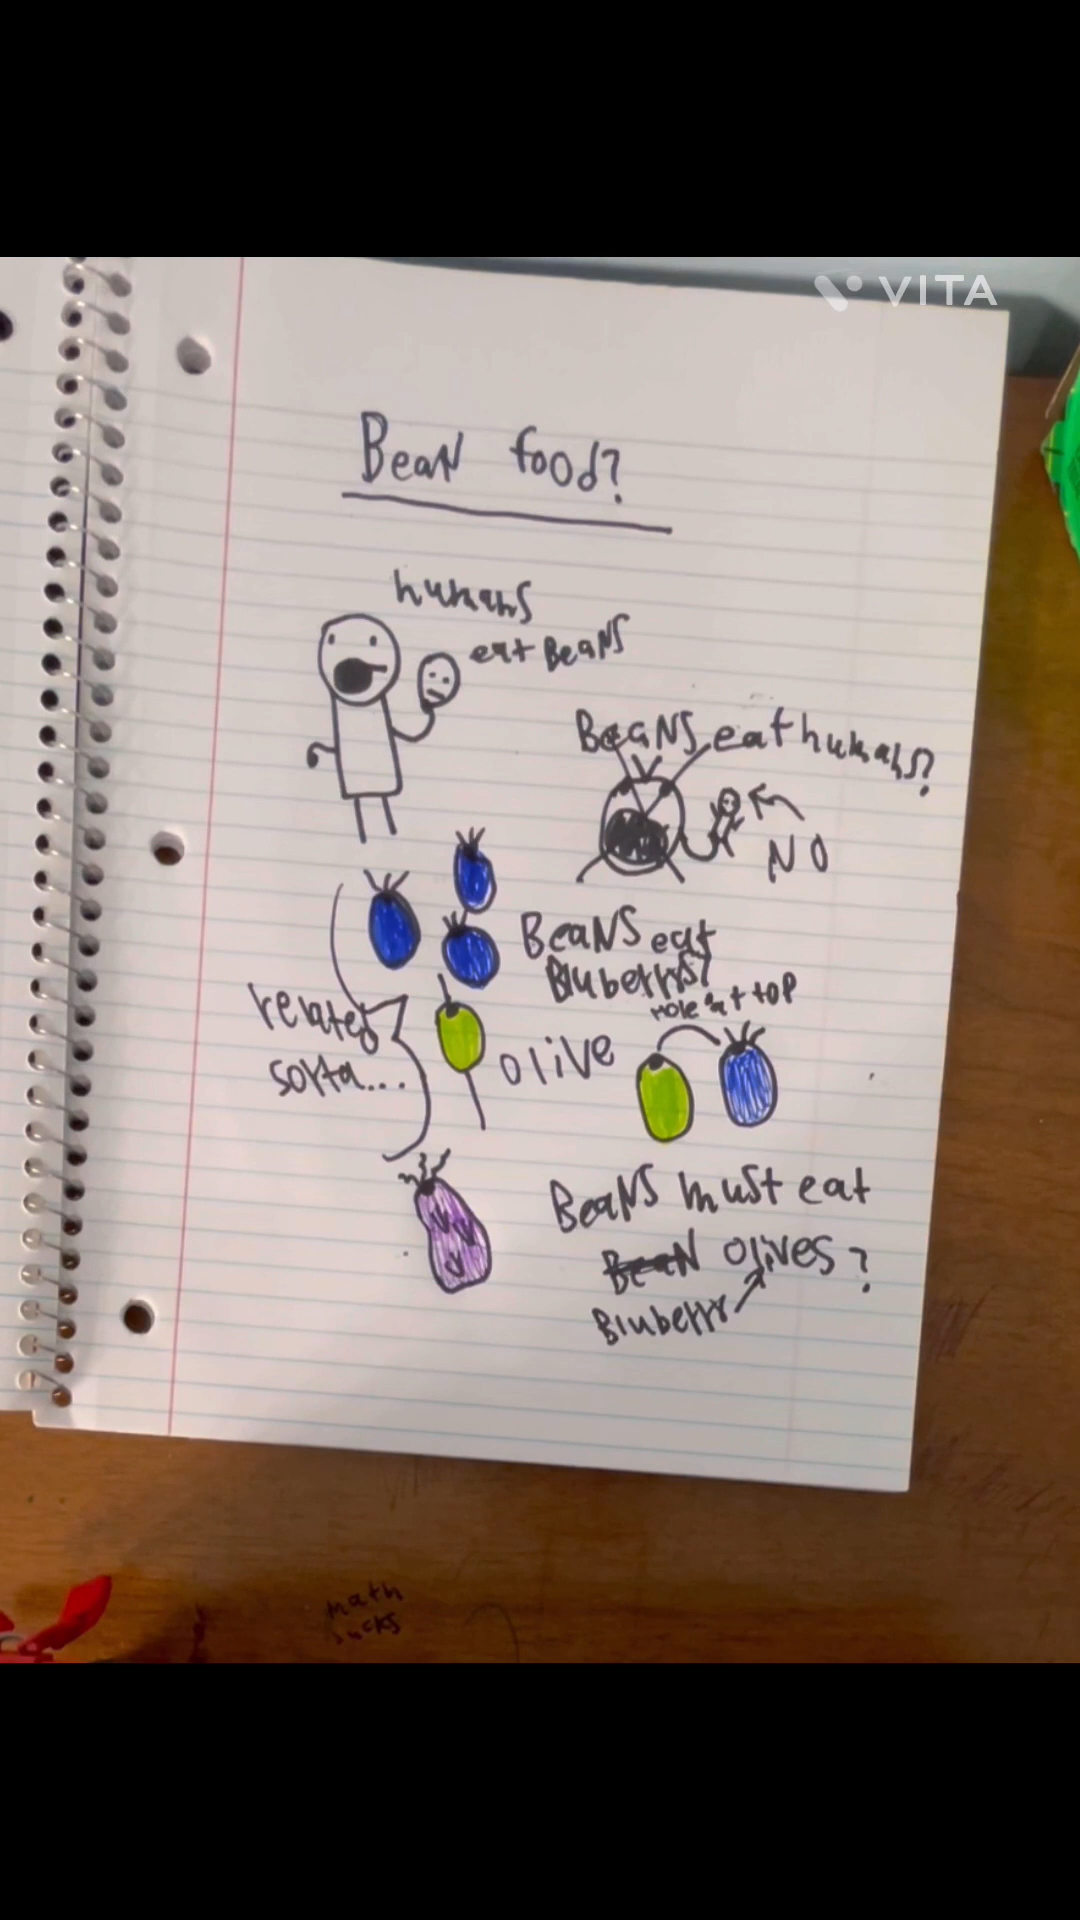 VITA
BeaN food?
humans
eat BeaNS
BeaNS eat humans?
NO
BeaNS eat
Bluberrys?
Hole at top
related
sorta...
olive
BeaNS must eat
BeaN olives?
Bluberry
math
sucks